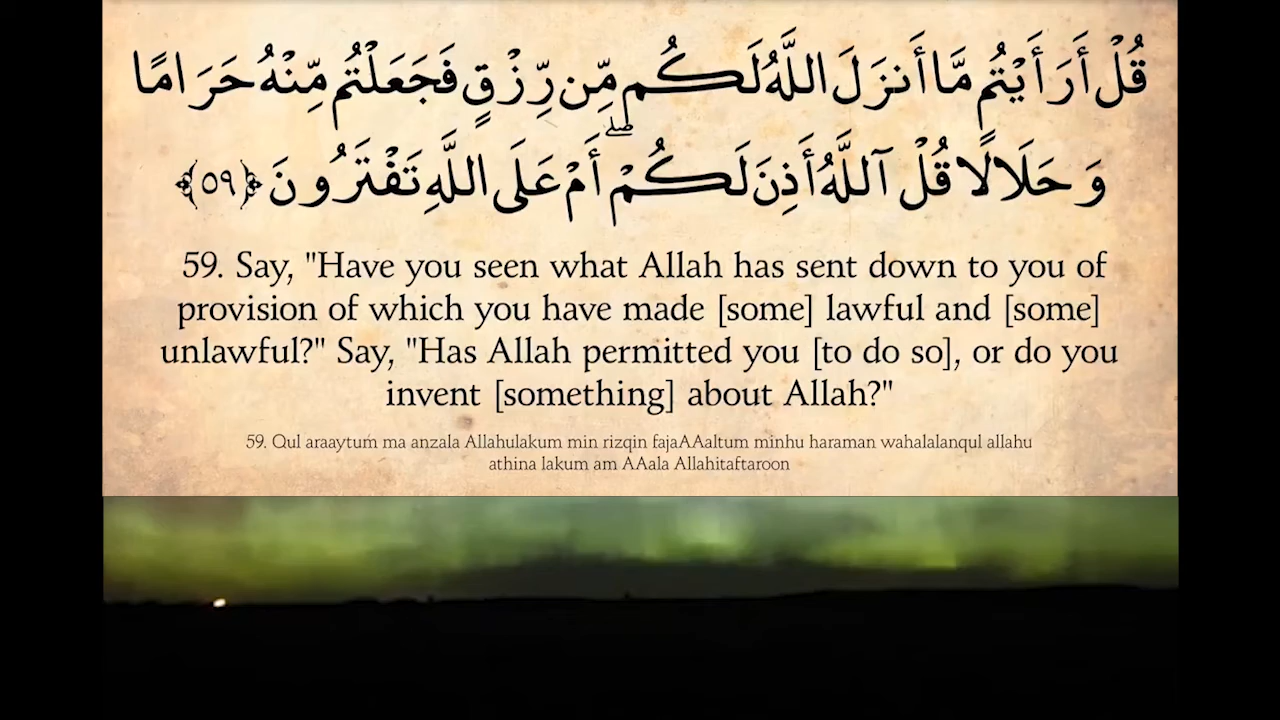 قُلْ أَرَأَيْتُم مَّا أَنزَلَ اللَّهُ لَكُم مِّن رِّزْقٍ فَجَعَلْتُم مِّنْهُ حَرَامًا
وَحَلَالًا قُلْ آللَّهُ أَذِنَ لَكُمْ ۖ أَمْ عَلَى اللَّهِ تَفْتَرُونَ ﴿٥٩﴾
59. Say, "Have you seen what Allah has sent down to you of
provision of which you have made [some] lawful and [some]
unlawful?" Say, "Has Allah permitted you [to do so], or do you
invent [something] about Allah?"
59. Qul araaytum ma anzala Allahulakum min rizqin fajaAAaltum minhu haraman wahalalanqul allahu
athina lakum am AAala Allahitaftaroon